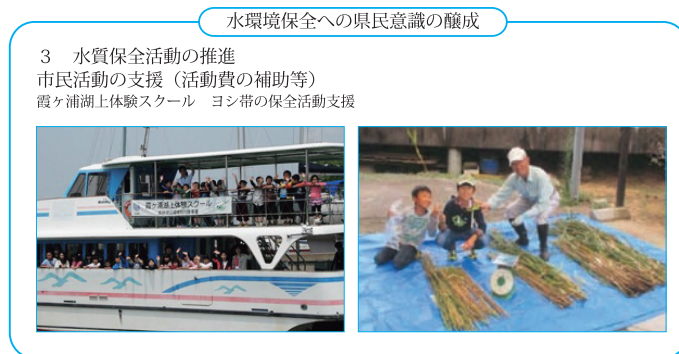 水環境保全への県民意識の醸成
３　水質保全活動の推進
市民活動の支援（活動費の補助等）
霞ヶ浦湖上体験スクール　ヨシ帯の保全活動支援
霞ヶ浦湖上体験スクール